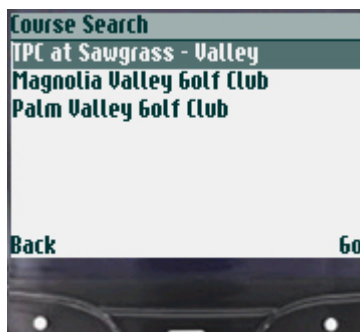 Course Search
TPC at Sawgrass - Valley
Magnolia Valley Golf Club
Palm Valley Golf Club
Back Go